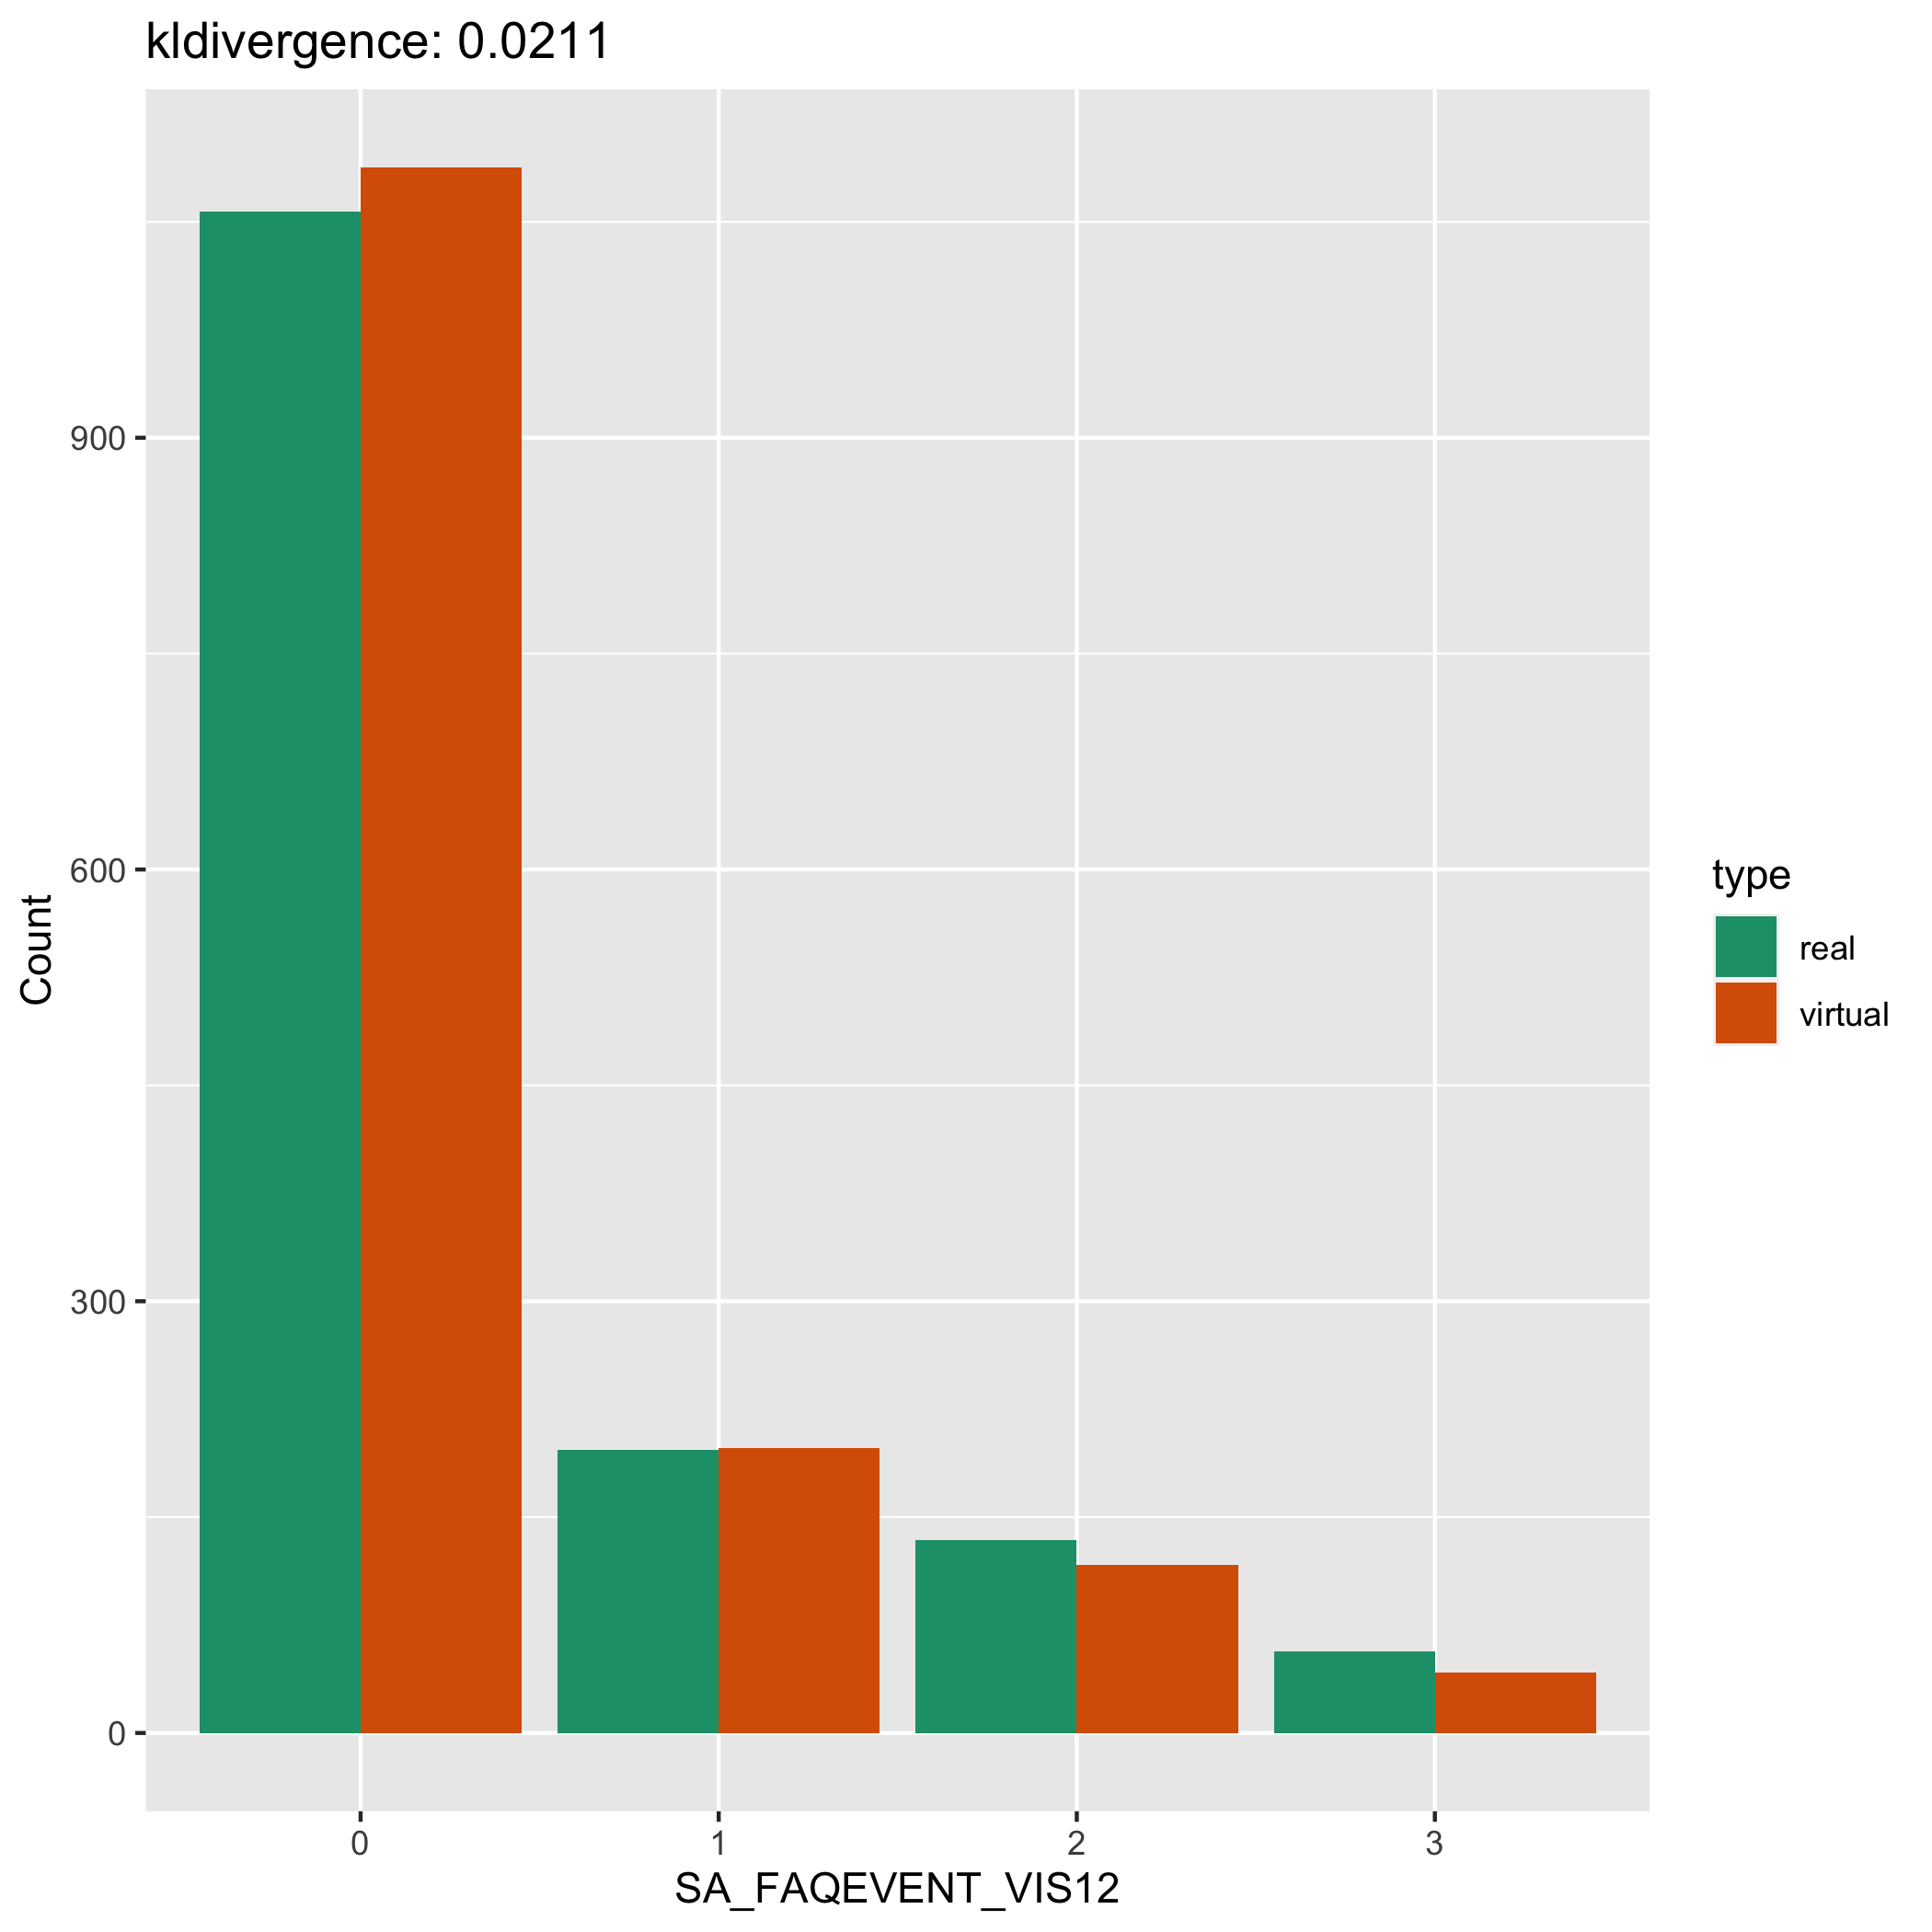 kldivergence: 0.0211
900
600
300
0
Count
0 1 2 3
SA_FAQEVENT_VIS12
type
real
virtual